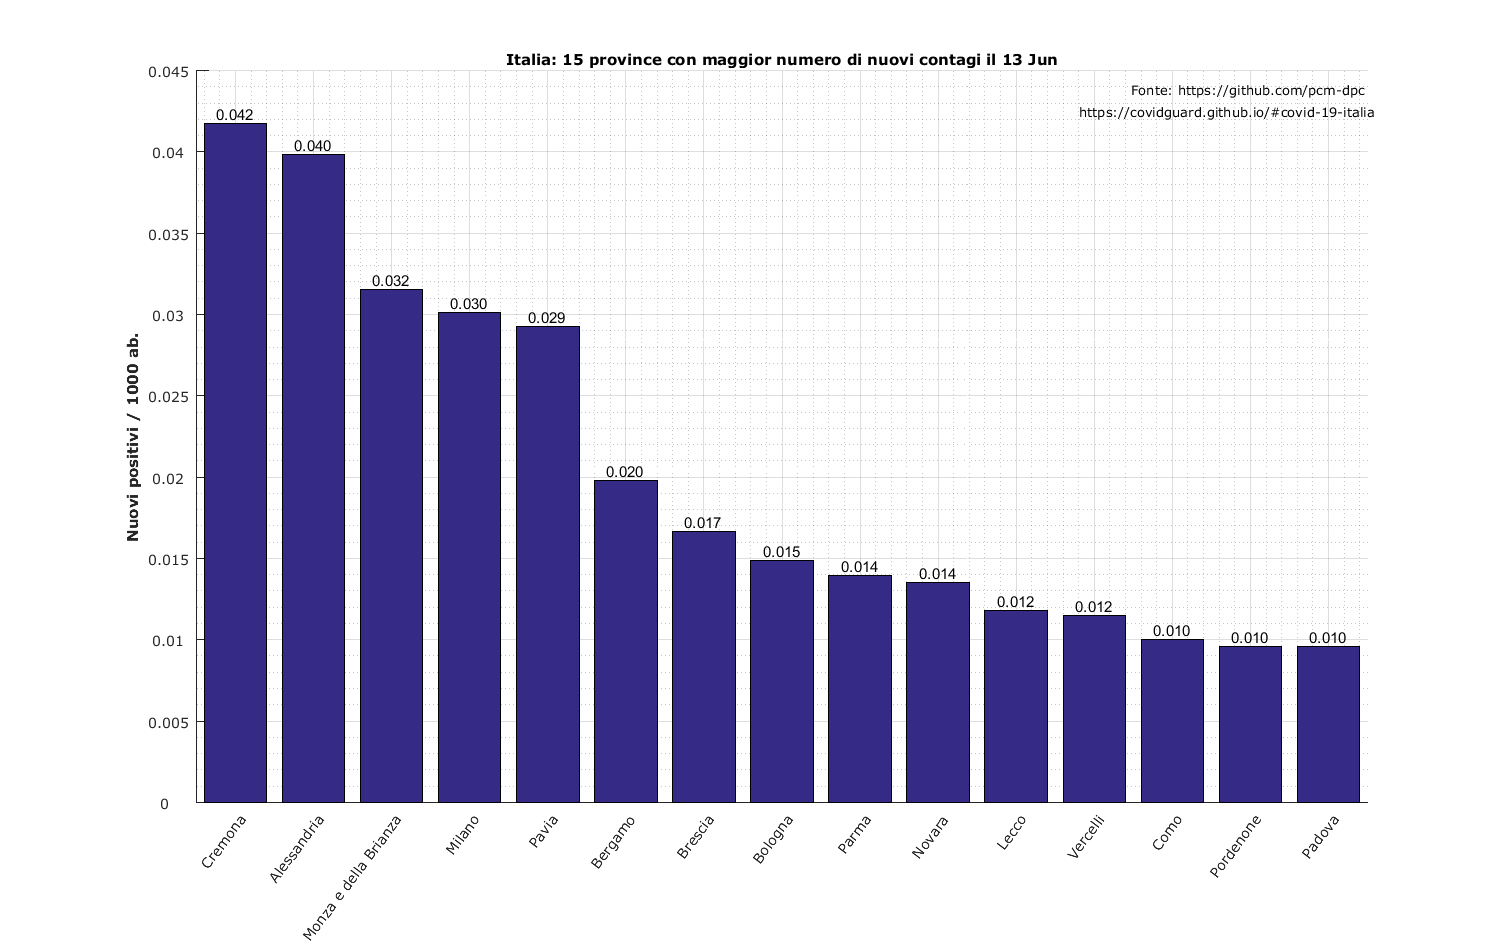 Italia: 15 province con maggior numero di nuovi contagi il 13 Jun
Fonte: https://github.com/pcm-dpc
https://covidguard.github.io/#covid-19-italia
Nuovi positivi / 1000 ab.
0.045
0.04
0.035
0.03
0.025
0.02
0.015
0.01
0.005
0
0.042
0.040
0.032
0.030
0.029
0.020
0.017
0.015
0.014
0.014
0.012
0.012
0.010
0.010
0.010
Cremona
Alessandria
Monza e della Brianza
Milano
Pavia
Bergamo
Brescia
Bologna
Parma
Novara
Lecco
Vercelli
Como
Pordenone
Padova